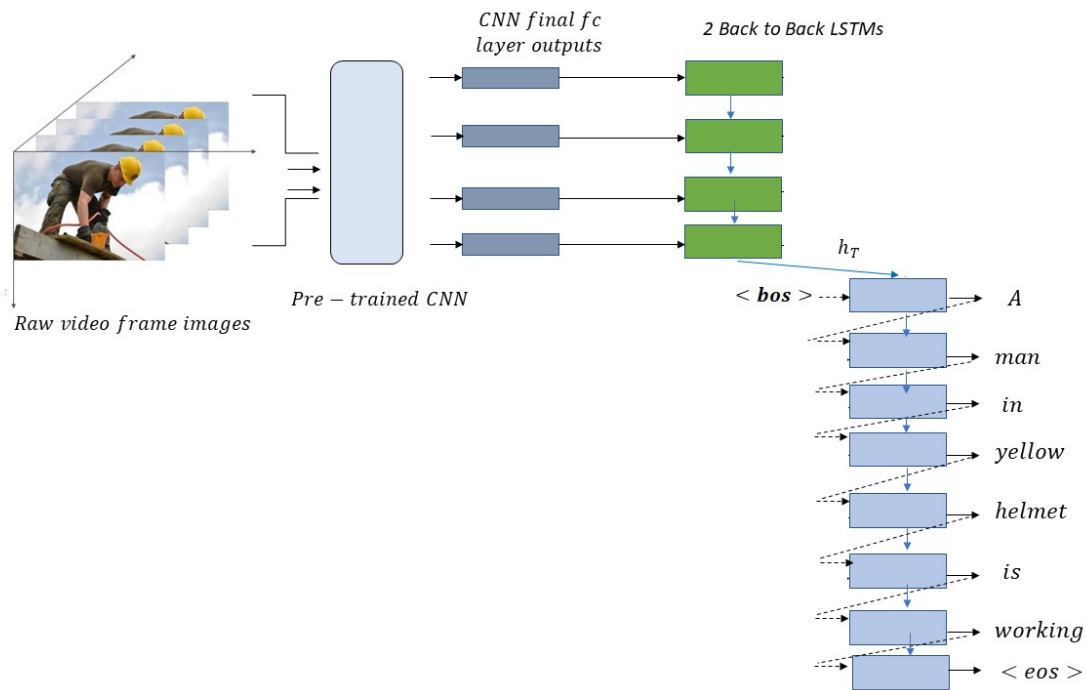 CNN final fc
layer outputs
2 Back to Back LSTMs
h_T
Pre − trained CNN
Raw video frame images
< bos >
A
man
in
yellow
helmet
is
working
< eos >